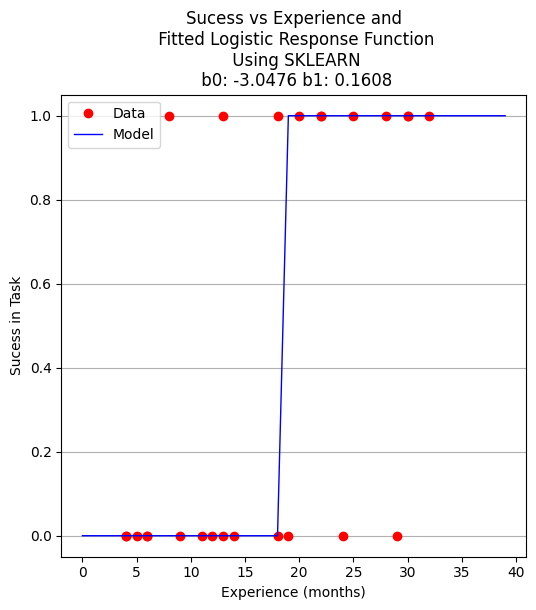 Sucess vs Experience and
Fitted Logistic Response Function
Using SKLEARN
b0: -3.0476 b1: 0.1608
Data
Model
1.0
0.8
0.6
0.4
0.2
0.0
Sucess in Task
0 5 10 15 20 25 30 35 40
Experience (months)